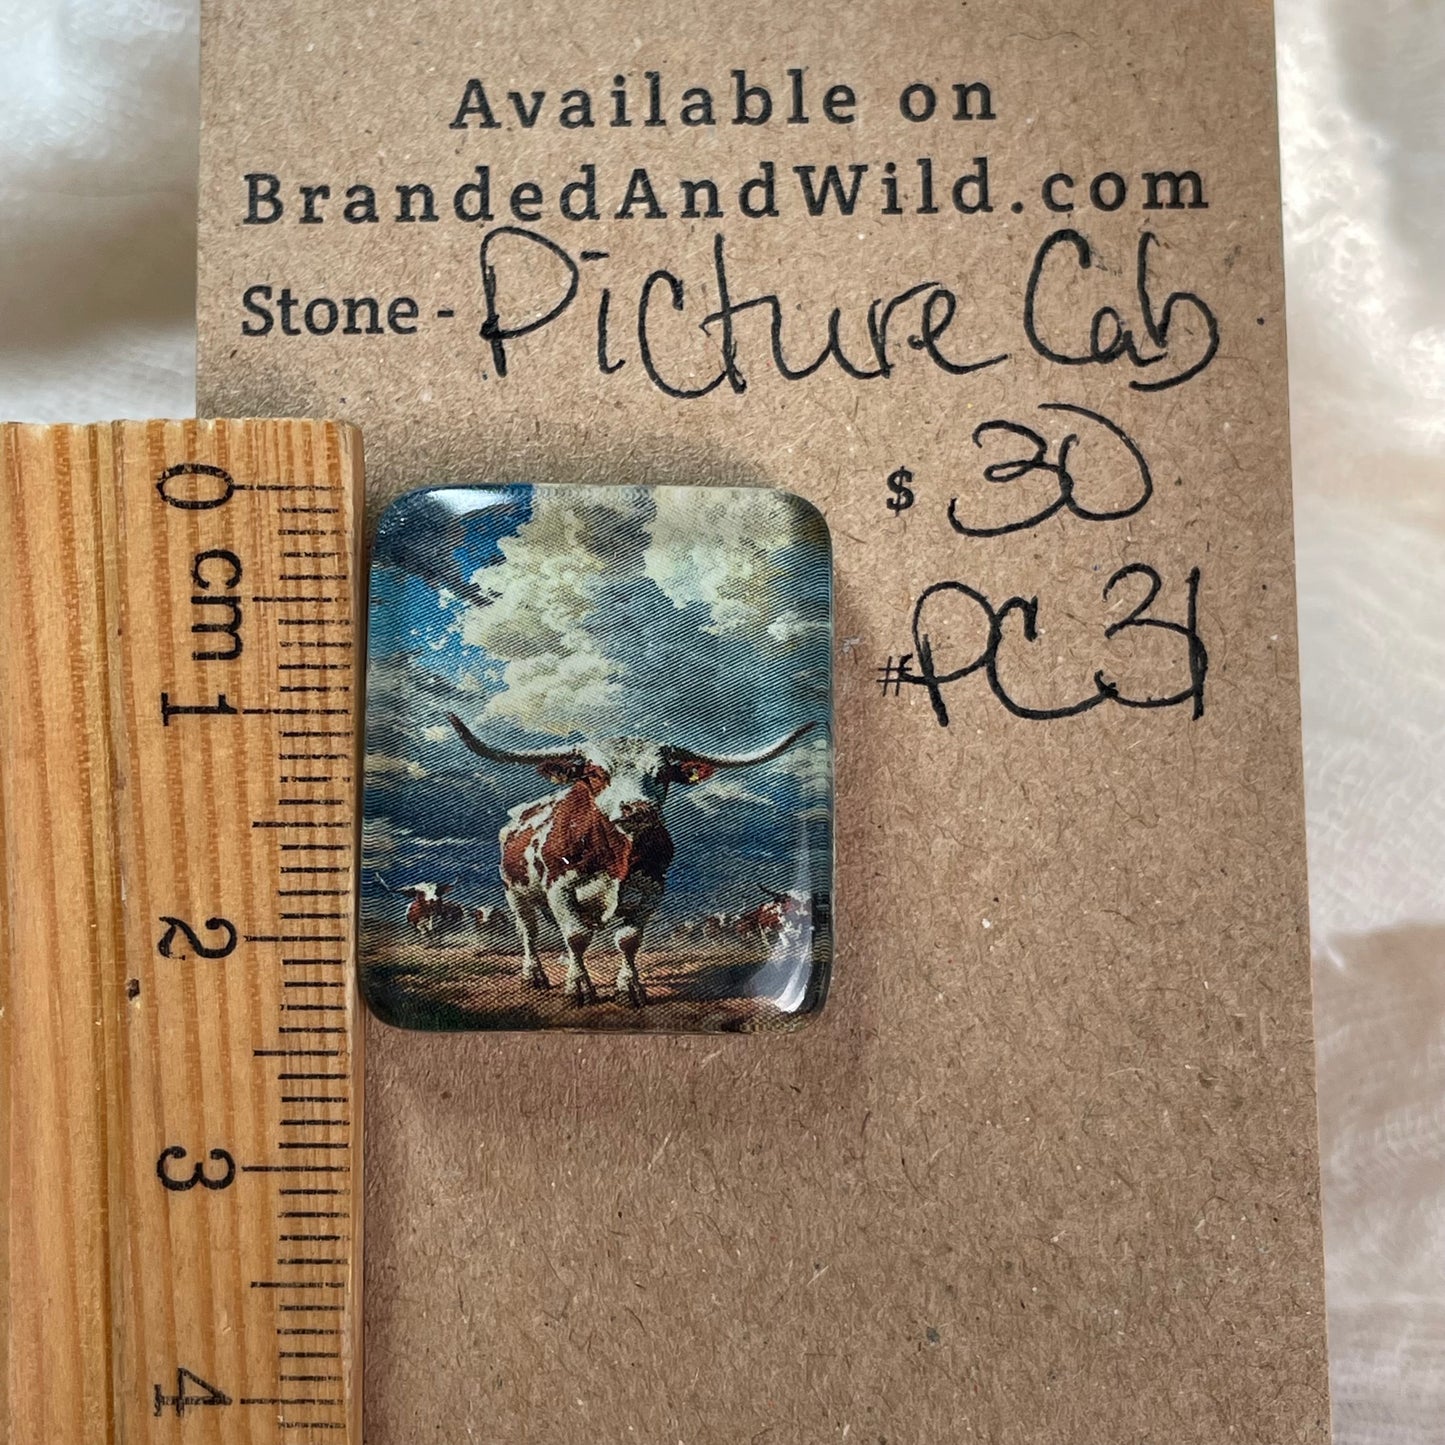 Available on
BrandedAndWild.com
Stone - Picture Cab
$ 30
#PC31
0 cm
1
2
3
4